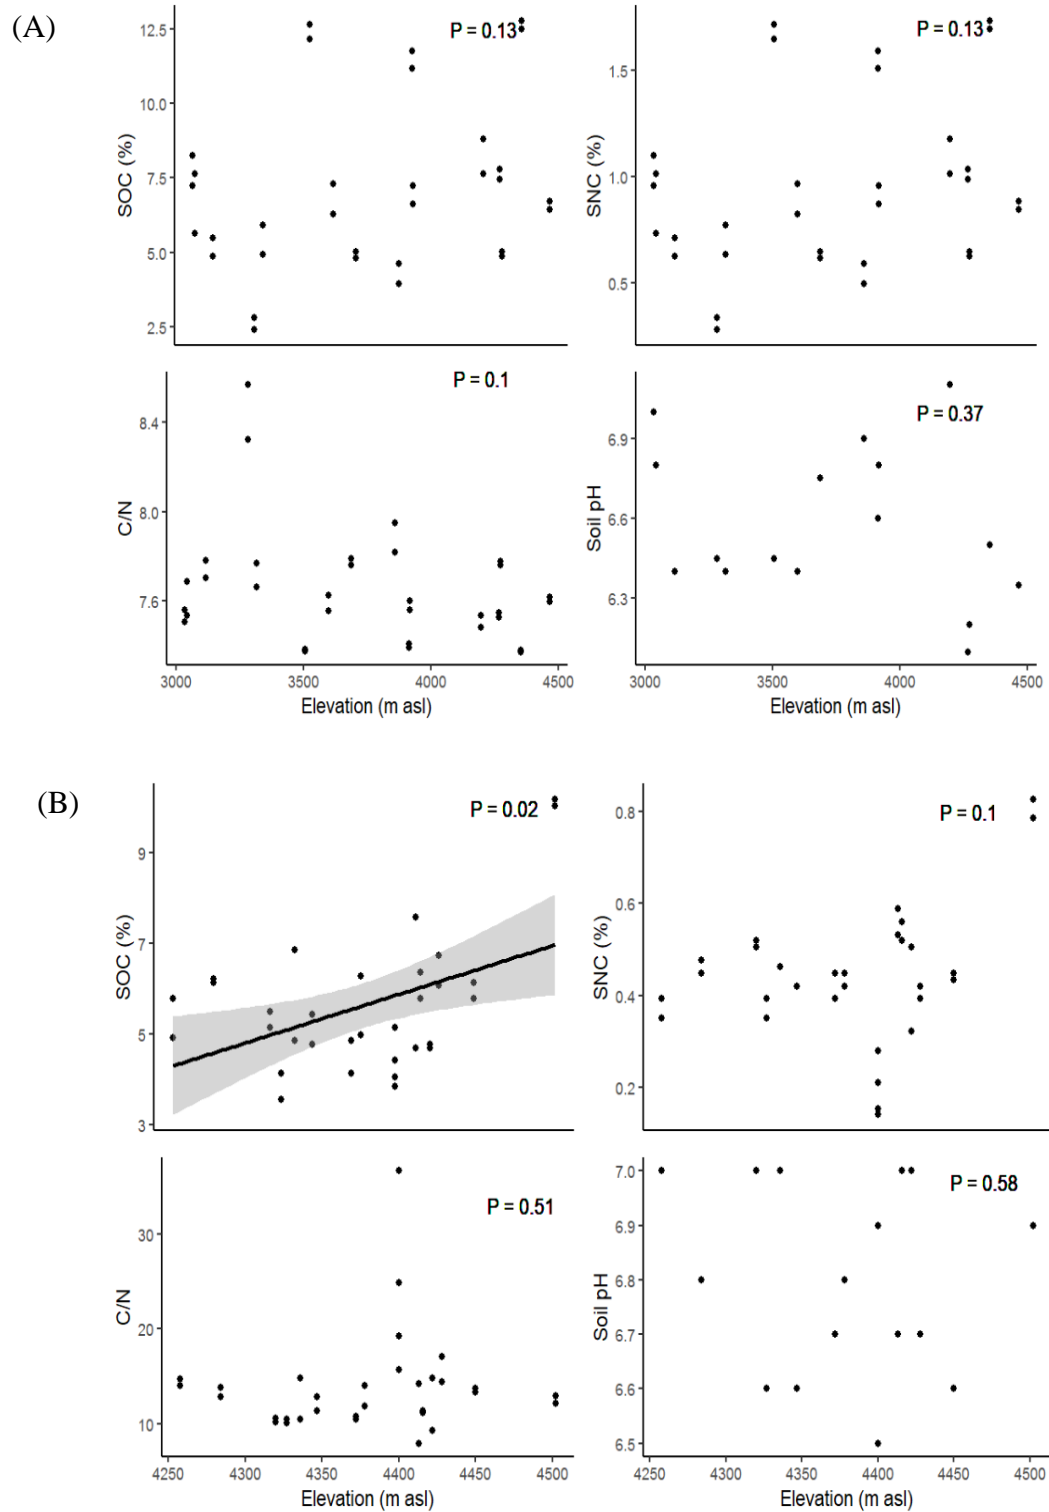 (A)
SOC (%)
12.5
10.0
7.5
5.0
2.5
P = 0.13
SNC (%)
1.5
1.0
0.5
P = 0.13
C/N
8.4
8.0
7.6
P = 0.1
3000 3500 4000 4500
Elevation (m asl)
Soil pH
6.9
6.6
6.3
P = 0.37
3000 3500 4000 4500
Elevation (m asl)
(B)
SOC (%)
9
7
5
3
P = 0.02
SNC (%)
0.8
0.6
0.4
0.2
P = 0.1
C/N
30
20
10
P = 0.51
4250 4300 4350 4400 4450 4500
Elevation (m asl)
Soil pH
7.0
6.9
6.8
6.7
6.6
6.5
P = 0.58
4250 4300 4350 4400 4450 4500
Elevation (m asl)